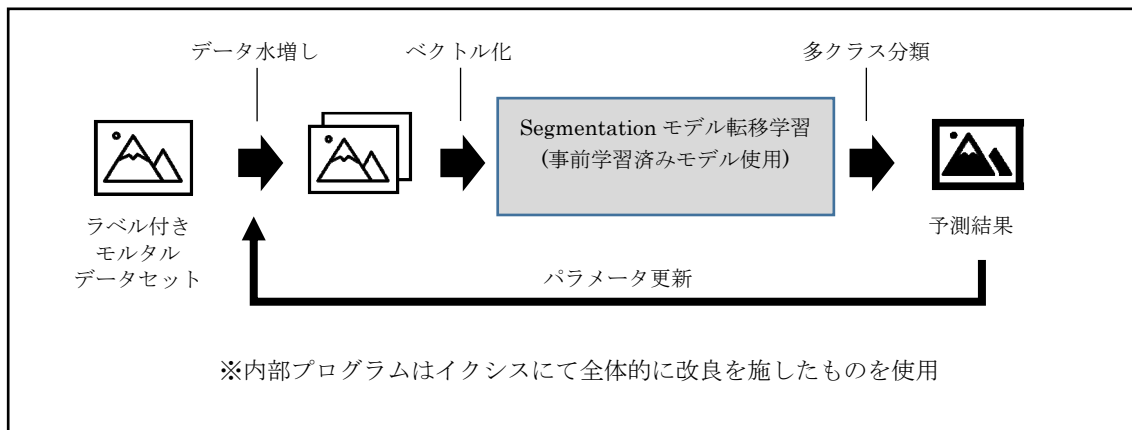 データ水増し
ベクトル化
多クラス分類
Segmentation モデル転移学習
(事前学習済みモデル使用)
ラベル付き
モルタル
データセット
予測結果
パラメータ更新
※内部プログラムはイクシスにて全体的に改良を施したものを使用